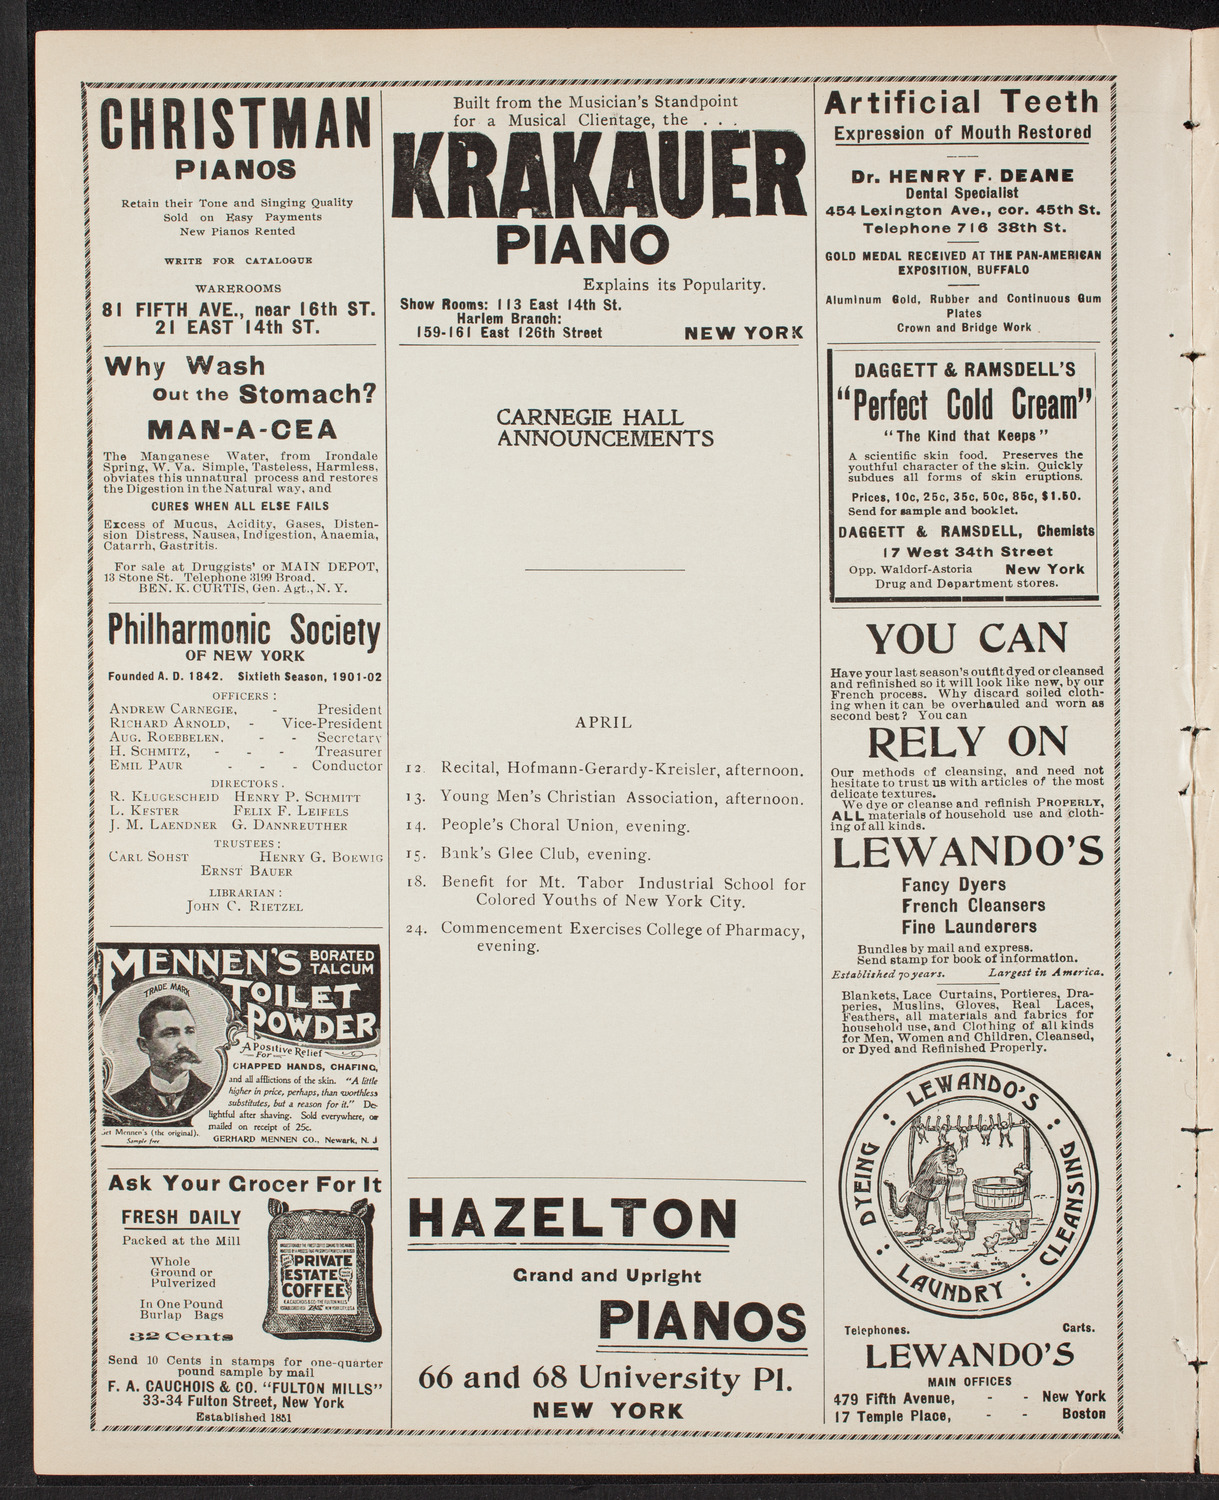 CHRISTMAN
PIANOS
Retain their Tone and Singing Quality
Sold on Easy Payments
New Pianos Rented
WRITE FOR CATALOGUE
WAREROOMS
81 FIFTH AVE., near 16th ST.
21 EAST 14th ST.
Why Wash
Out the Stomach?
MAN-A-CEA
The Manganese Water, from Irondale
Spring, W. Va. Simple, Tasteless, Harmless,
obviates this unnatural process and restores
the Digestion in the Natural way, and
CURES WHEN ALL ELSE FAILS
Excess of Mucus, Acidity, Gases, Disten-
sion Distress, Nausea, Indigestion, Anaemia,
Catarrh, Gastritis.
For sale at Druggists' or MAIN DEPOT,
13 Stone St. Telephone 3199 Broad.
BEN. K. CURTIS, Gen. Agt., N. Y.
Philharmonic Society
OF NEW YORK
Founded A. D. 1842. Sixtieth Season, 1901-02
OFFICERS:
ANDREW CARNEGIE, - President
RICHARD ARNOLD, - Vice-President
AUG. ROEBBELEN, - - Secretary
H. SCHMITZ, - - - Treasurer
EMIL PAUR - - - Conductor
DIRECTORS.
R. KLUGESCHEID HENRY P. SCHMITT
L. KESTER FELIX F. LEIFELS
J. M. LAENDNER G. DANNREUTHER
TRUSTEES:
CARL SOHST HENRY G. BOEWIG
ERNST BAUER
LIBRARIAN:
JOHN C. RIETZEL
MENNEN'S BORATED
TALCUM
TOILET
POWDER
TRADE MARK
A Positive Relief
For
CHAPPED HANDS, CHAFING,
and all afflictions of the skin. "A little
higher in price, perhaps, than worthless
substitutes, but a reason for it." De-
lightful after shaving. Sold everywhere, or
mailed on receipt of 25c.
Get Mennen's (the original).
Sample free
GERHARD MENNEN CO., Newark, N. J
Ask Your Grocer For It
FRESH DAILY
Packed at the Mill
Whole
Ground or
Pulverized
In One Pound
Burlap Bags
32 Cents
PRIVATE
ESTATE
COFFEE
Send 10 Cents in stamps for one-quarter
pound sample by mail
F. A. CAUCHOIS & CO. "FULTON MILLS"
33-34 Fulton Street, New York
Established 1851
Built from the Musician's Standpoint
for a Musical Clientage, the . . .
KRAKAUER
PIANO
Explains its Popularity.
Show Rooms: 113 East 14th St.
Harlem Branch:
159-161 East 126th Street NEW YORK
CARNEGIE HALL
ANNOUNCEMENTS
APRIL
12. Recital, Hofmann-Gerardy-Kreisler, afternoon.
13. Young Men's Christian Association, afternoon.
14. People's Choral Union, evening.
15. Bank's Glee Club, evening.
18. Benefit for Mt. Tabor Industrial School for
Colored Youths of New York City.
24. Commencement Exercises College of Pharmacy,
evening.
HAZELTON
Grand and Upright
PIANOS
66 and 68 University Pl.
NEW YORK
Artificial Teeth
Expression of Mouth Restored
Dr. HENRY F. DEANE
Dental Specialist
454 Lexington Ave., cor. 45th St.
Telephone 716 38th St.
GOLD MEDAL RECEIVED AT THE PAN-AMERICAN
EXPOSITION, BUFFALO
Aluminum Gold, Rubber and Continuous Gum
Plates
Crown and Bridge Work
DAGGETT & RAMSDELL'S
"Perfect Cold Cream"
"The Kind that Keeps"
A scientific skin food. Preserves the
youthful character of the skin. Quickly
subdues all forms of skin eruptions.
Prices, 10c, 25c, 35c, 50c, 85c, $1.50.
Send for sample and booklet.
DAGGETT & RAMSDELL, Chemists
17 West 34th Street
Opp. Waldorf-Astoria New York
Drug and Department stores.
YOU CAN
Have your last season's outfit dyed or cleansed
and refinished so it will look like new, by our
French process. Why discard soiled cloth-
ing when it can be overhauled and worn as
second best? You can
RELY ON
Our methods of cleansing, and need not
hesitate to trust us with articles of the most
delicate textures.
We dye or cleanse and refinish PROPERLY,
ALL materials of household use and cloth-
ing of all kinds.
LEWANDO'S
Fancy Dyers
French Cleansers
Fine Launderers
Bundles by mail and express.
Send stamp for book of information.
Established 70 years. Largest in America.
Blankets, Lace Curtains, Portieres, Dra-
peries, Muslins, Gloves, Real Laces,
Feathers, all materials and fabrics for
household use, and Clothing of all kinds
for Men, Women and Children, Cleansed,
or Dyed and Refinished Properly.
LEWANDO'S : CLEANSING : LAUNDRY : DYEING :
Telephones. Carts.
LEWANDO'S
MAIN OFFICES
479 Fifth Avenue, - - New York
17 Temple Place, - - Boston